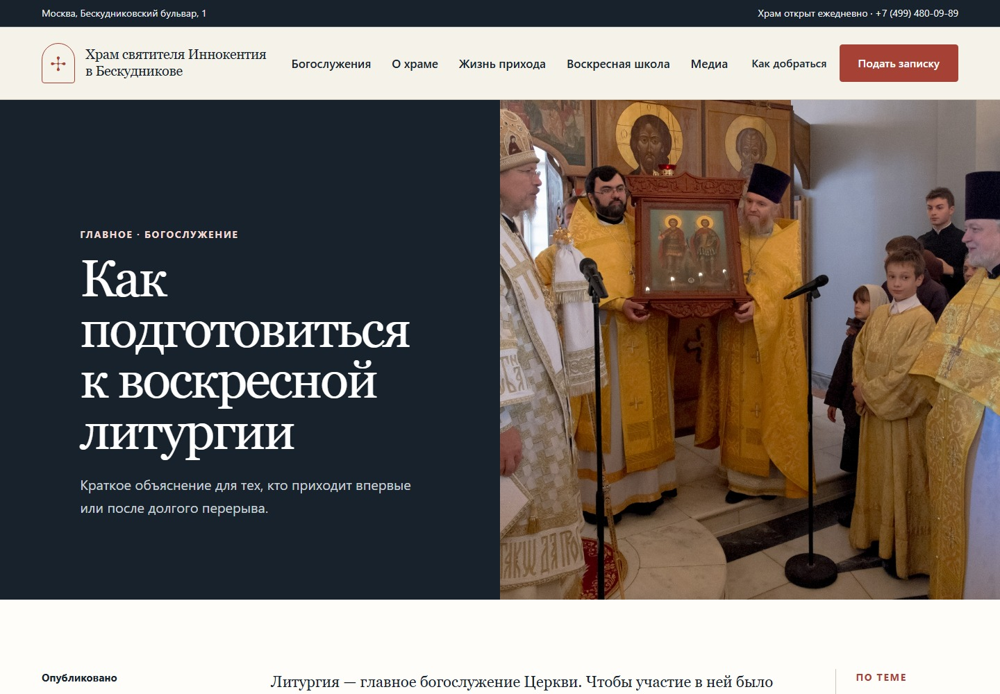 Москва, Бескудниковский бульвар, 1
Храм открыт ежедневно · +7 (499) 480-09-89
Храм святителя Иннокентия
в Бескудникове
Богослужения
О храме
Жизнь прихода
Воскресная школа
Медиа
Как добраться
Подать записку
ГЛАВНОЕ · БОГОСЛУЖЕНИЕ
Как
подготовиться
к воскресной
литургии
Краткое объяснение для тех, кто приходит впервые
или после долгого перерыва.
Опубликовано
Литургия — главное богослужение Церкви. Чтобы участие в ней было
ПО ТЕМЕ